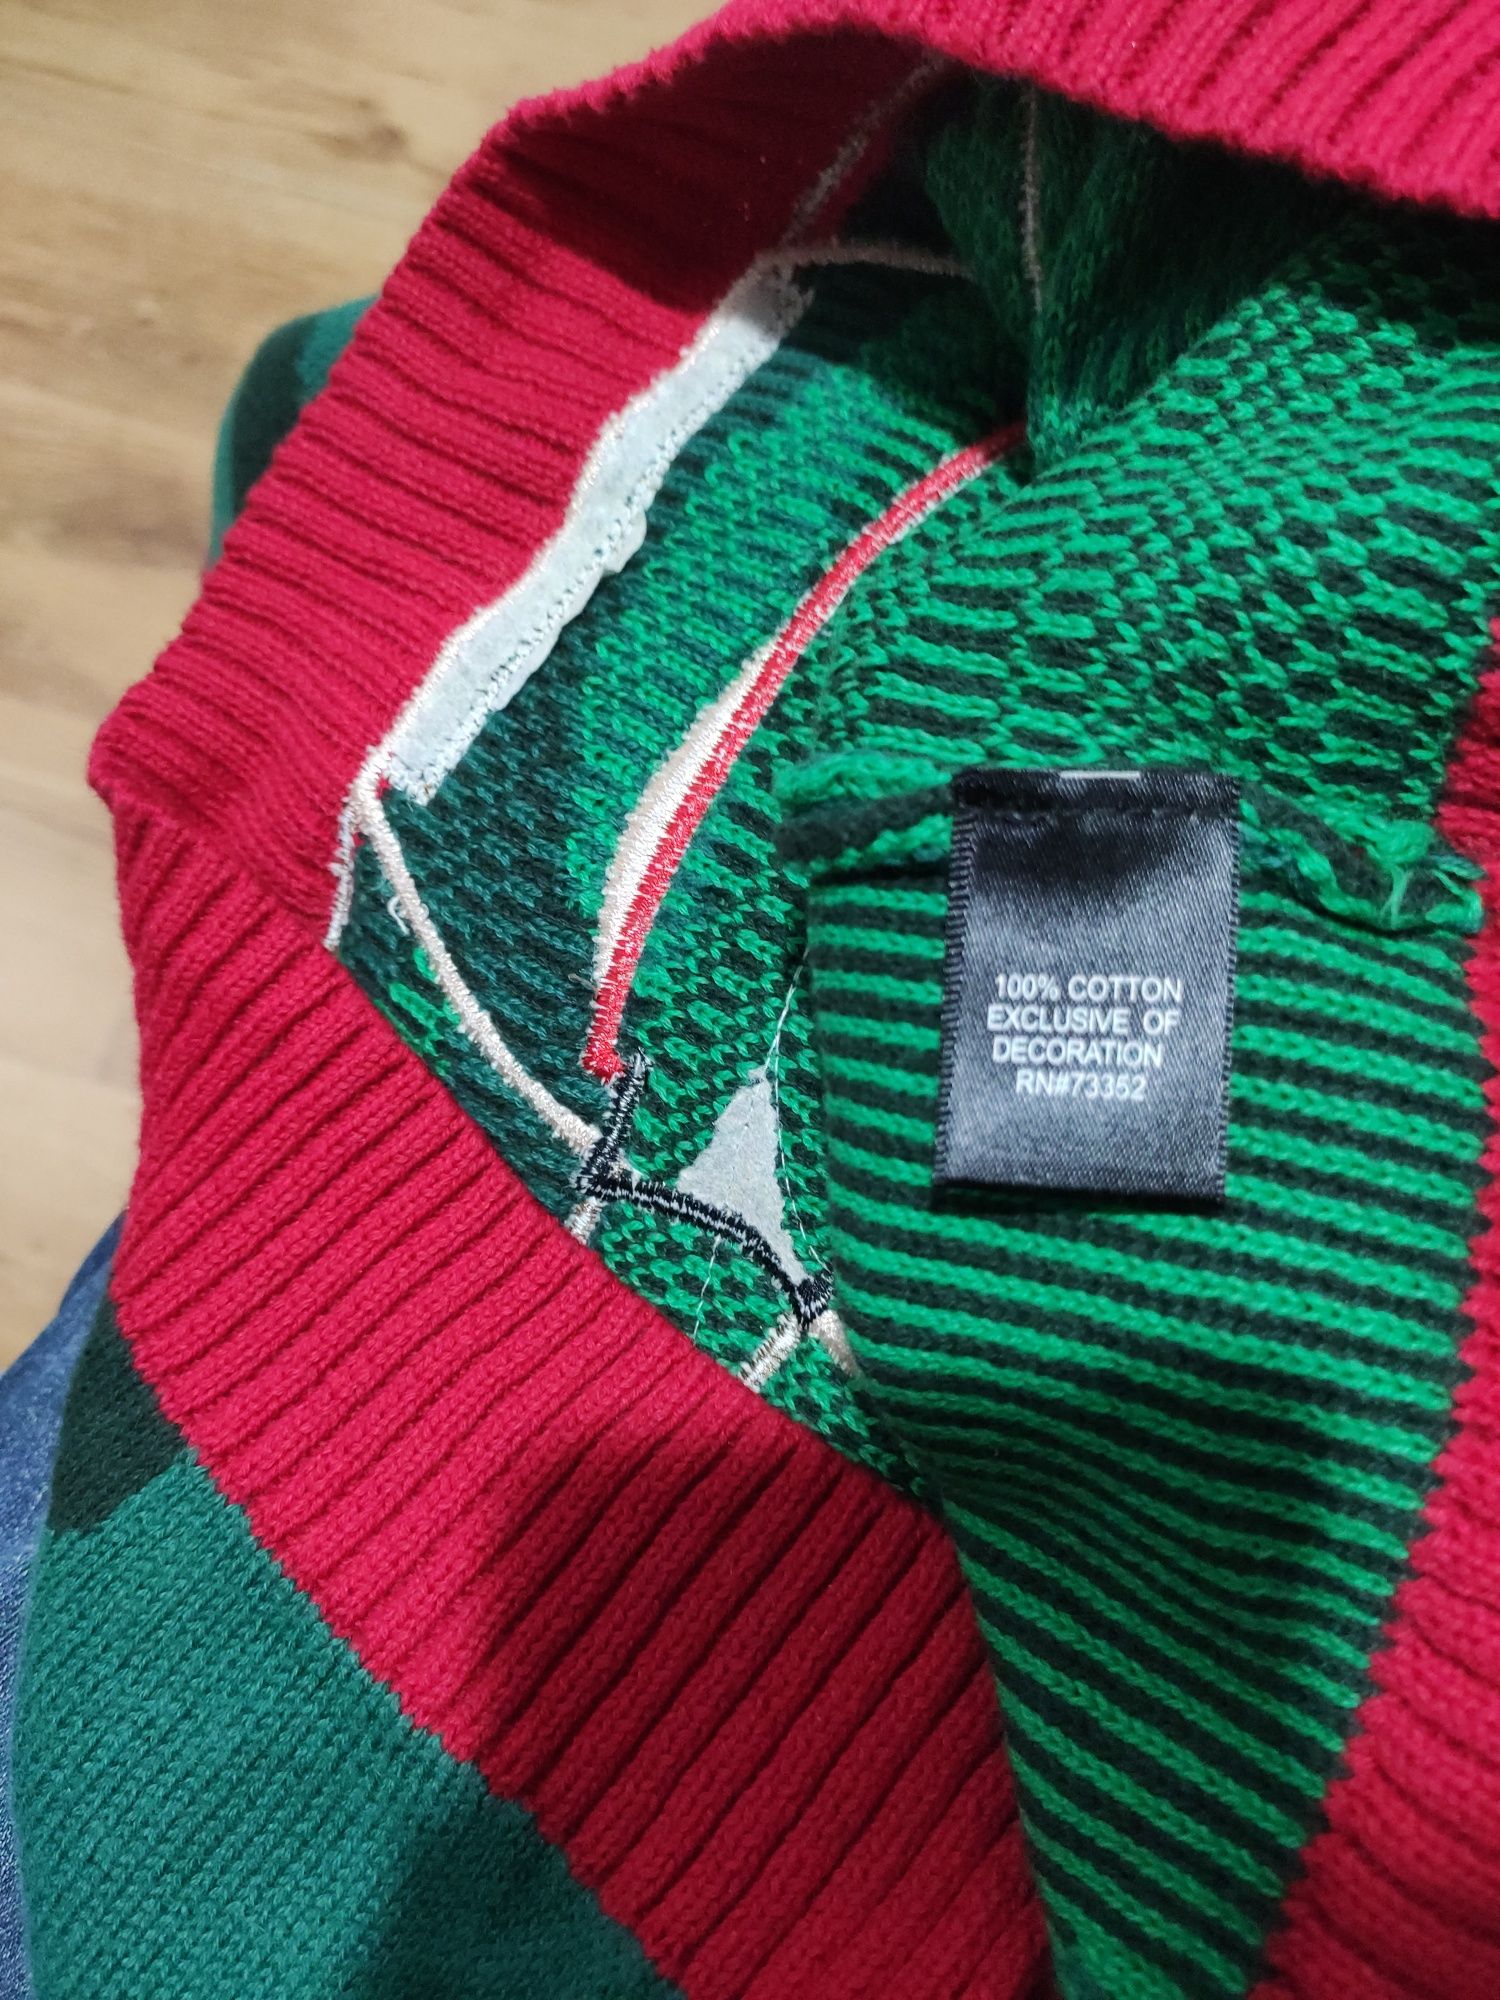 100% COTTON
EXCLUSIVE OF
DECORATION
RN#73352